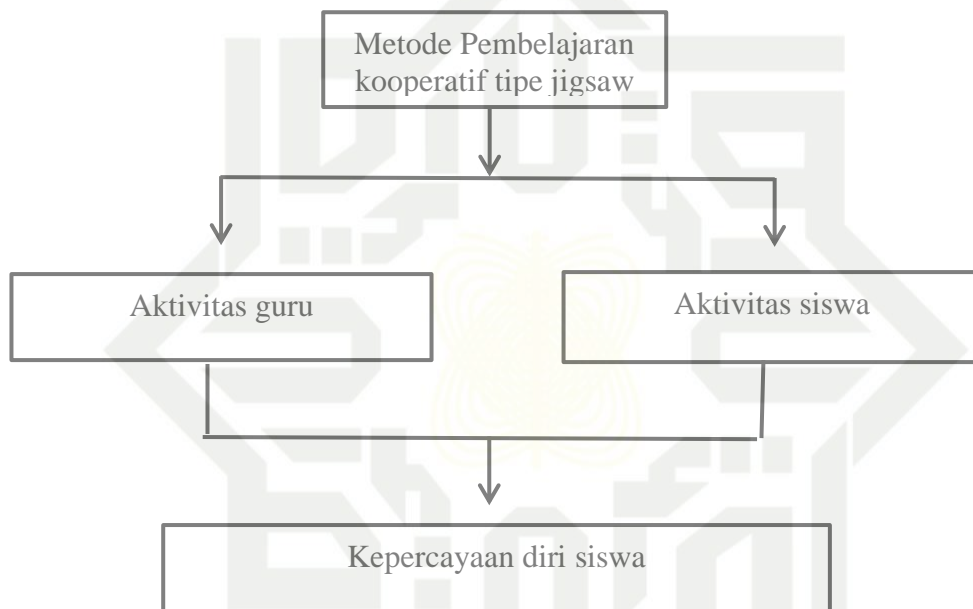 Metode Pembelajaran
kooperatif tipe jigsaw
Aktivitas guru
Aktivitas siswa
Kepercayaan diri siswa